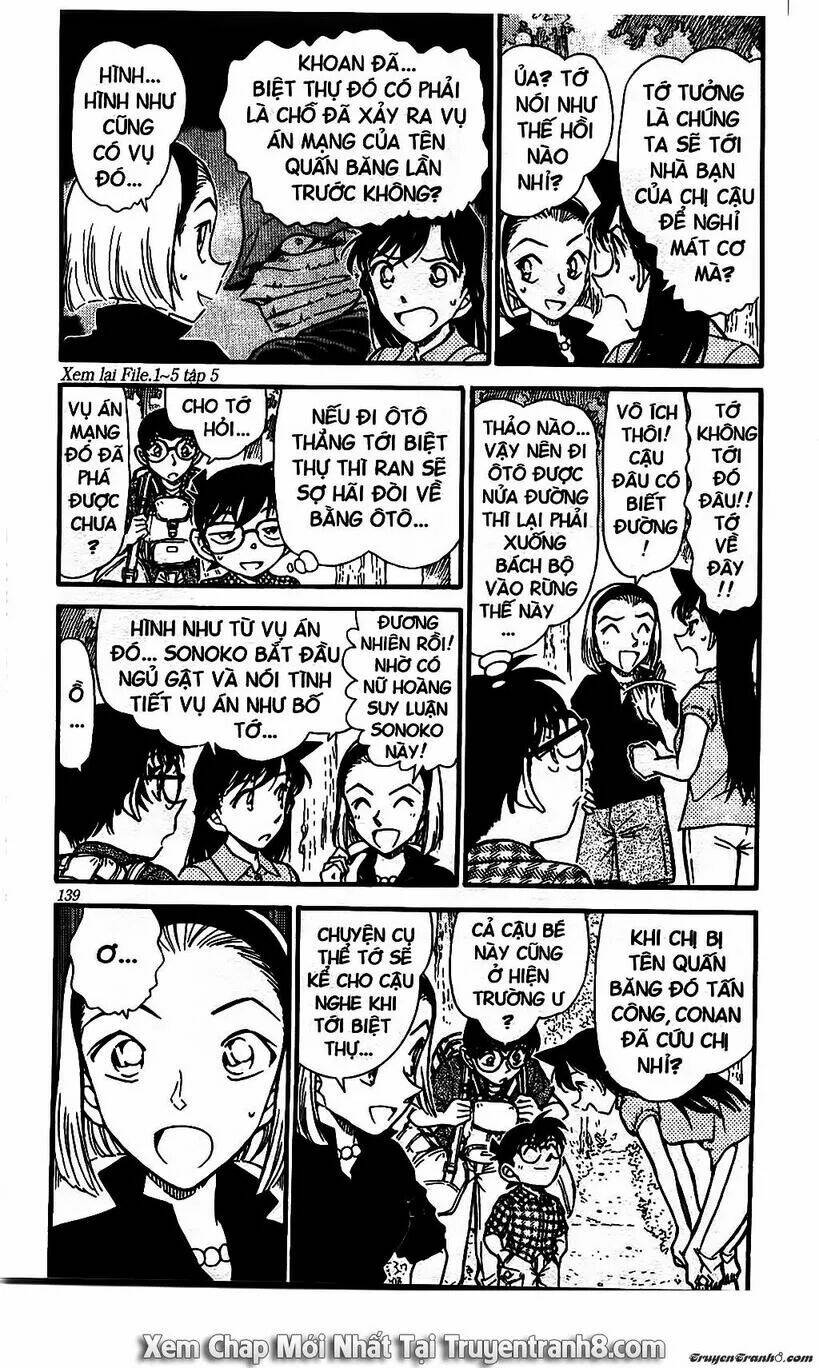 TỚ TƯỞNG
LÀ CHÚNG
TA SẼ TỚI
NHÀ BẠN
CỦA CHỊ CẬU
ĐỂ NGHỈ
MÁT CƠ
MÀ?
ỦA? TỚ
NÓI NHƯ
THẾ HỒI
NÀO
NHỈ?
KHOAN ĐÃ...
BIỆT THỰ ĐÓ CÓ PHẢI
LÀ CHỖ ĐÃ XẢY RA VỤ
ÁN MẠNG CỦA TÊN
QUẤN BĂNG LẦN
TRƯỚC KHÔNG?
HÌNH...
HÌNH NHƯ
CŨNG
CÓ VỤ
ĐÓ...
Xem lại File.1~5 tập 5
TỚ
KHÔNG
TỚI
ĐÓ
ĐÂU!!
TỚ
VỀ
ĐÂY
!!
VÔ ÍCH
THÔI!
CẬU
ĐÂU CÓ
BIẾT
ĐƯỜNG
!
THẢO NÀO...
VẬY NÊN ĐI
ÔTÔ ĐƯỢC
NỬA ĐƯỜNG
THÌ LẠI PHẢI
XUỐNG
BÁCH BỘ
VÀO RỪNG
THẾ NÀY
...
NẾU ĐI ÔTÔ
THẲNG TỚI BIỆT
THỰ THÌ RAN SẼ
SỢ HÃI ĐÒI VỀ
BẰNG ÔTÔ...
CHO TỚ
HỎI...
VỤ ÁN
MẠNG
ĐÓ ĐÃ
PHÁ
ĐƯỢC
CHƯA
?
ĐƯƠNG
NHIÊN RỒI!
NHỜ CÓ
NỮ HOÀNG
SUY LUẬN
SONOKO
NÀY!
HÌNH NHƯ TỪ VỤ ÁN
ĐÓ... SONOKO BẮT ĐẦU
NGỦ GẬT VÀ NÓI TÌNH
TIẾT VỤ ÁN NHƯ BỐ
TỚ...
Ồ
...
139
KHI CHỊ BỊ
TÊN QUẤN
BĂNG ĐÓ TẤN
CÔNG, CONAN
ĐÃ CỨU CHỊ
NHỈ?
CẢ CẬU BÉ
NÀY CŨNG
Ở HIỆN
TRƯỜNG Ư
?
CHUYỆN CỤ
THỂ TỚ SẼ
KỂ CHO CẬU
NGHE KHI
TỚI BIỆT
THỰ...
Ơ...
Xem Chap Mới Nhất Tại Truyentranh8.com
TruyenTranh8.com